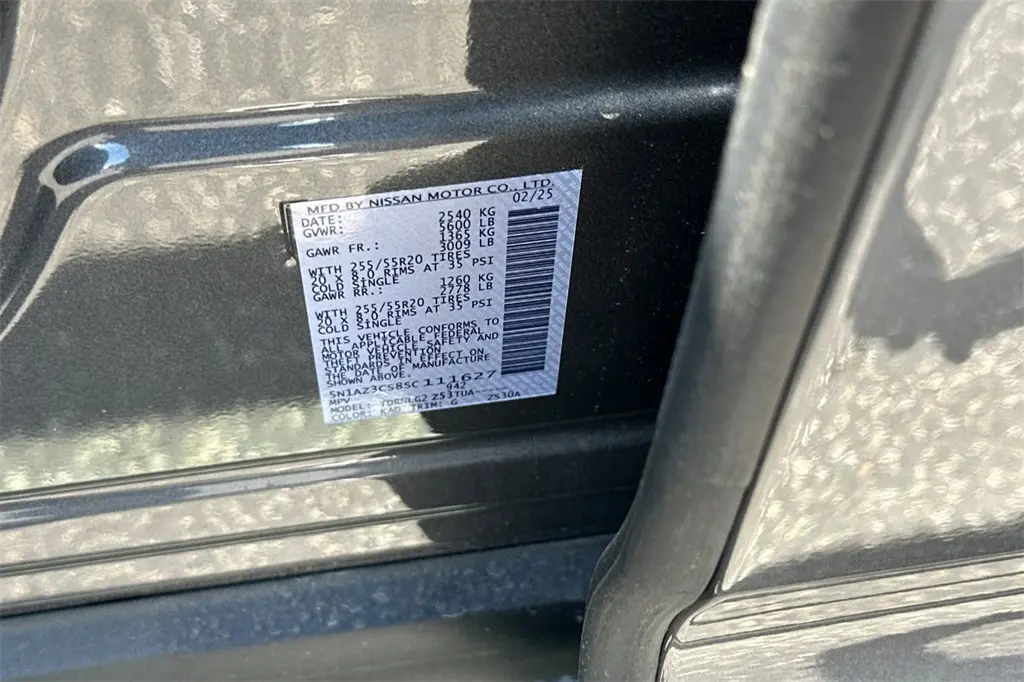 MFD BY NISSAN MOTOR CO., LTD.
DATE: 02/25
GVWR: 2540 KG
5600 LB
GAWR FR.: 1365 KG
3009 LB
WITH 255/55R20 TIRES
20 X 8.0 RIMS AT 35 PSI
COLD SINGLE
GAWR RR.: 1260 KG
2778 LB
WITH 255/55R20 TIRES
20 X 8.0 RIMS AT 35 PSI
COLD SINGLE
THIS VEHICLE CONFORMS TO
ALL APPLICABLE FEDERAL
MOTOR VEHICLE SAFETY AND
THEFT PREVENTION
STANDARDS IN EFFECT ON
THE DATE OF MANUFACTURE
SHOWN ABOVE.
5N1AZ3CS8SC111627
MPV 942
MODEL: TDRNLG2 Z53TUA-----
COLOR: KAD TRIM: G Z530A